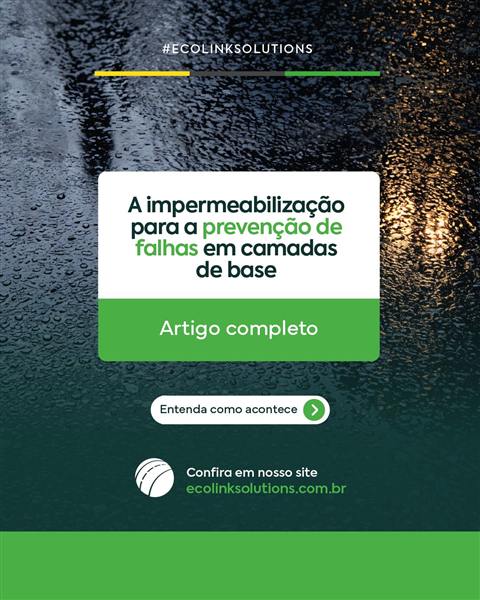 #ECOLINKSOLUTIONS
A impermeabilização
para a prevenção de
falhas em camadas
de base
Artigo completo
Entenda como acontece
Confira em nosso site
ecolinksolutions.com.br